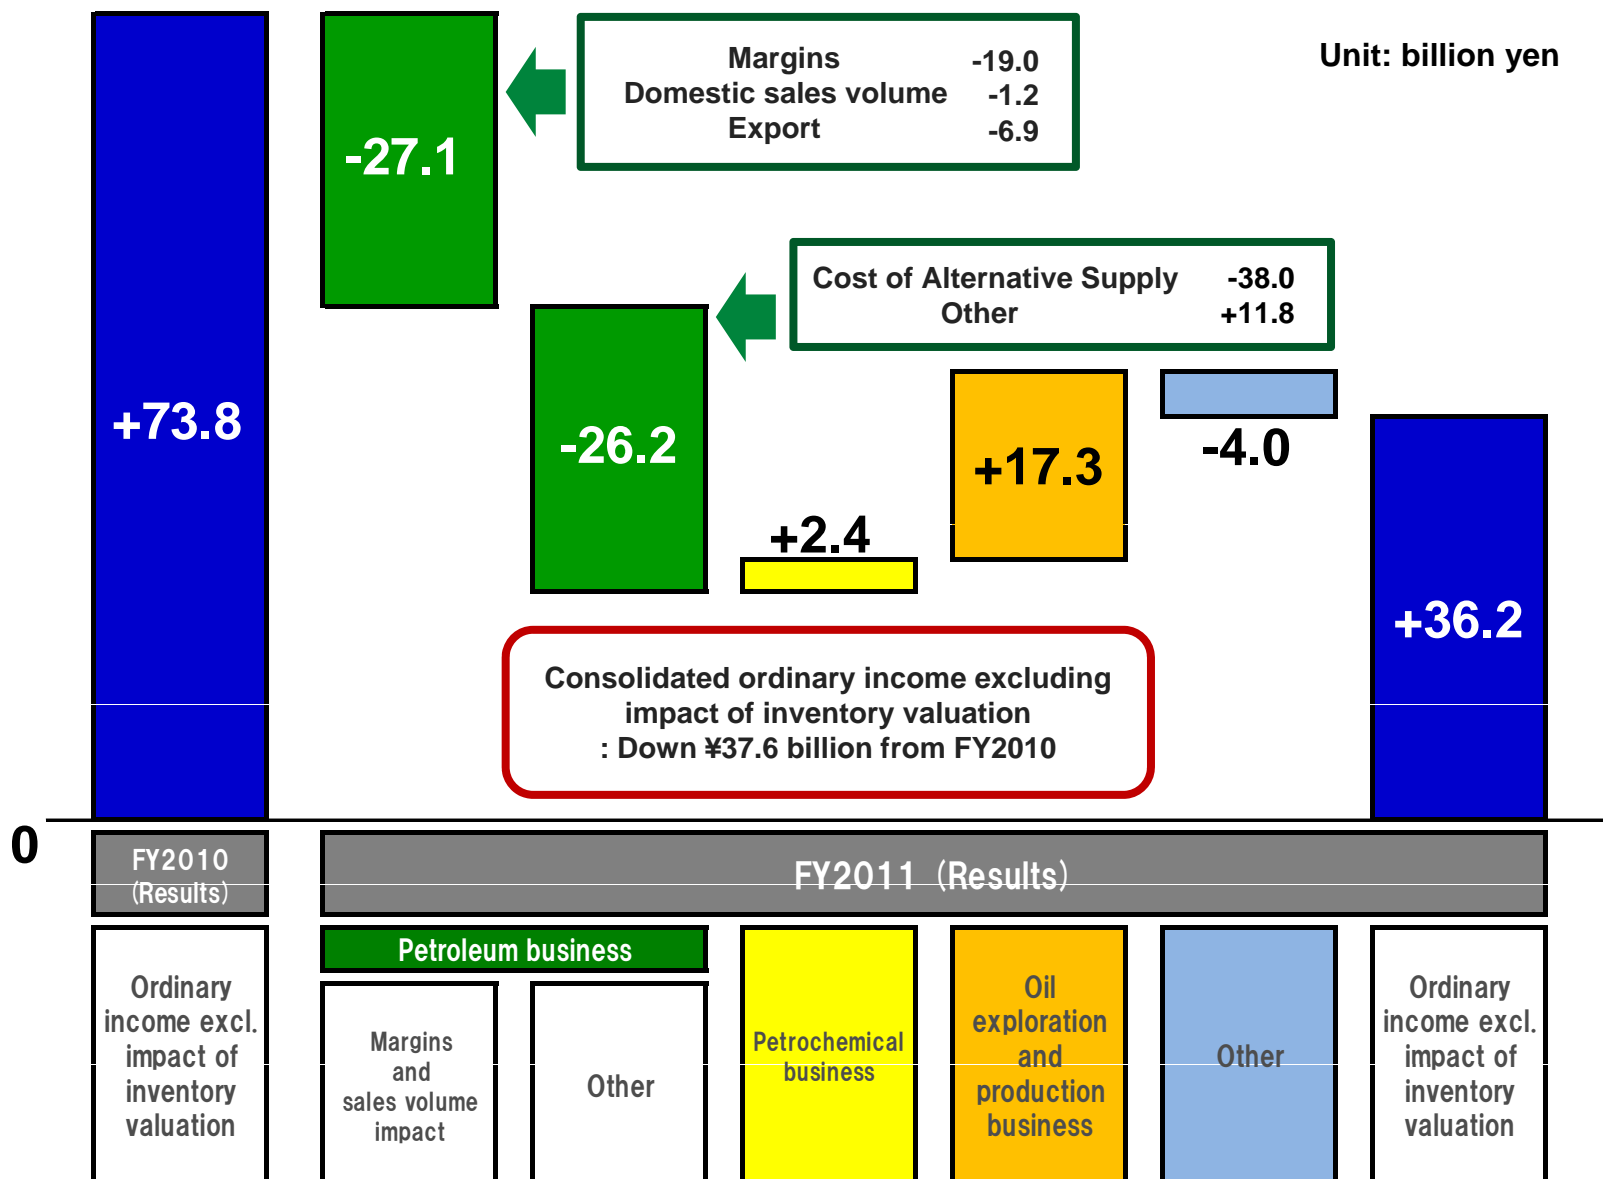 Unit: billion yen
Margins -19.0
Domestic sales volume -1.2
Export -6.9
-27.1
Cost of Alternative Supply -38.0
Other +11.8
+73.8
-26.2
+2.4
+17.3
-4.0
+36.2
Consolidated ordinary income excluding
impact of inventory valuation
: Down ¥37.6 billion from FY2010
0
FY2010
(Results)
FY2011 (Results)
Petroleum business
Ordinary
income excl.
impact of
inventory
valuation
Margins
and
sales volume
impact
Other
Petrochemical
business
Oil
exploration
and
production
business
Other
Ordinary
income excl.
impact of
inventory
valuation